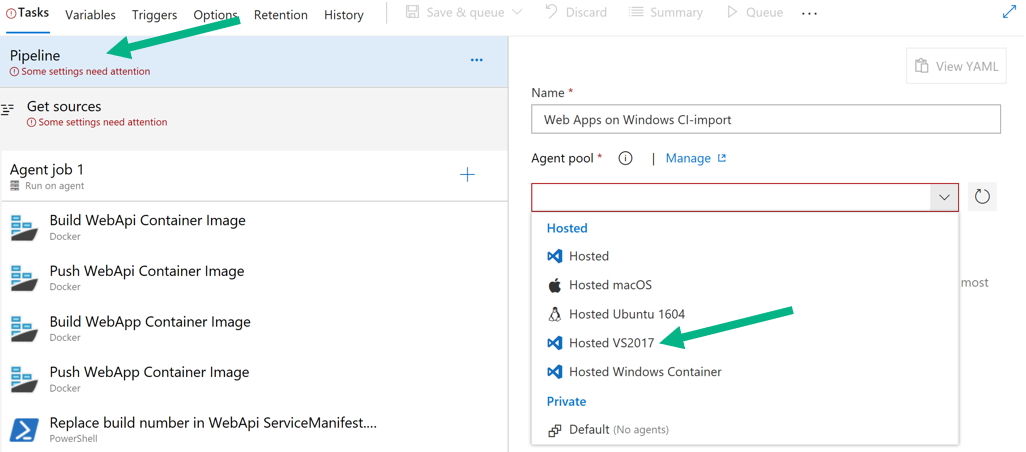 Tasks Variables Triggers Options Retention History Save & queue Discard Summary Queue ...
Pipeline
Some settings need attention
Get sources
Some settings need attention
Agent job 1
Run on agent
Build WebApi Container Image
Docker
Push WebApi Container Image
Docker
Build WebApp Container Image
Docker
Push WebApp Container Image
Docker
Replace build number in WebApi ServiceManifest....
PowerShell
View YAML
Name *
Web Apps on Windows CI-import
Agent pool * | Manage
Hosted
Hosted
Hosted macOS
Hosted Ubuntu 1604
Hosted VS2017
Hosted Windows Container
Private
Default (No agents)
most